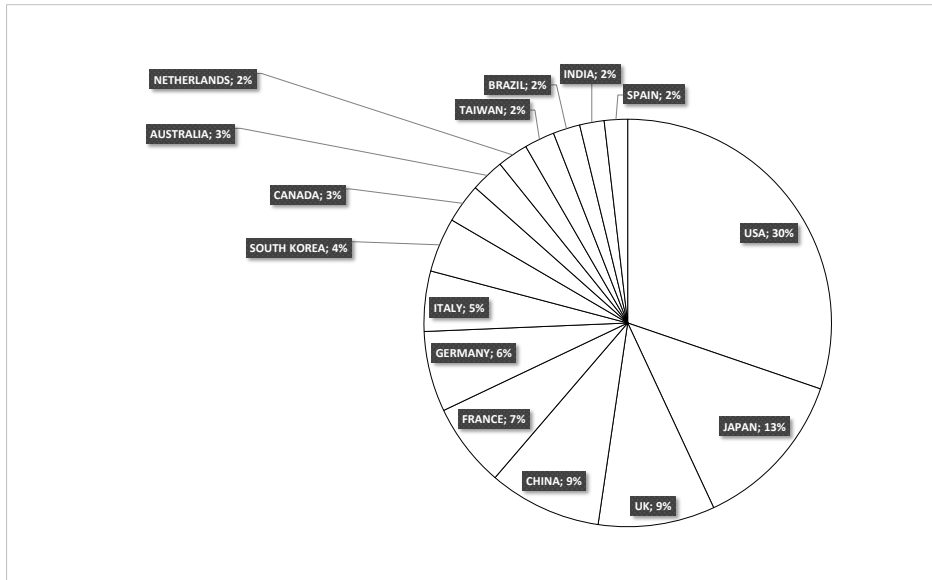 NETHERLANDS; 2%
BRAZIL; 2%
INDIA; 2%
SPAIN; 2%
TAIWAN; 2%
AUSTRALIA; 3%
CANADA; 3%
SOUTH KOREA; 4%
USA; 30%
ITALY; 5%
GERMANY; 6%
FRANCE; 7%
JAPAN; 13%
CHINA; 9%
UK; 9%